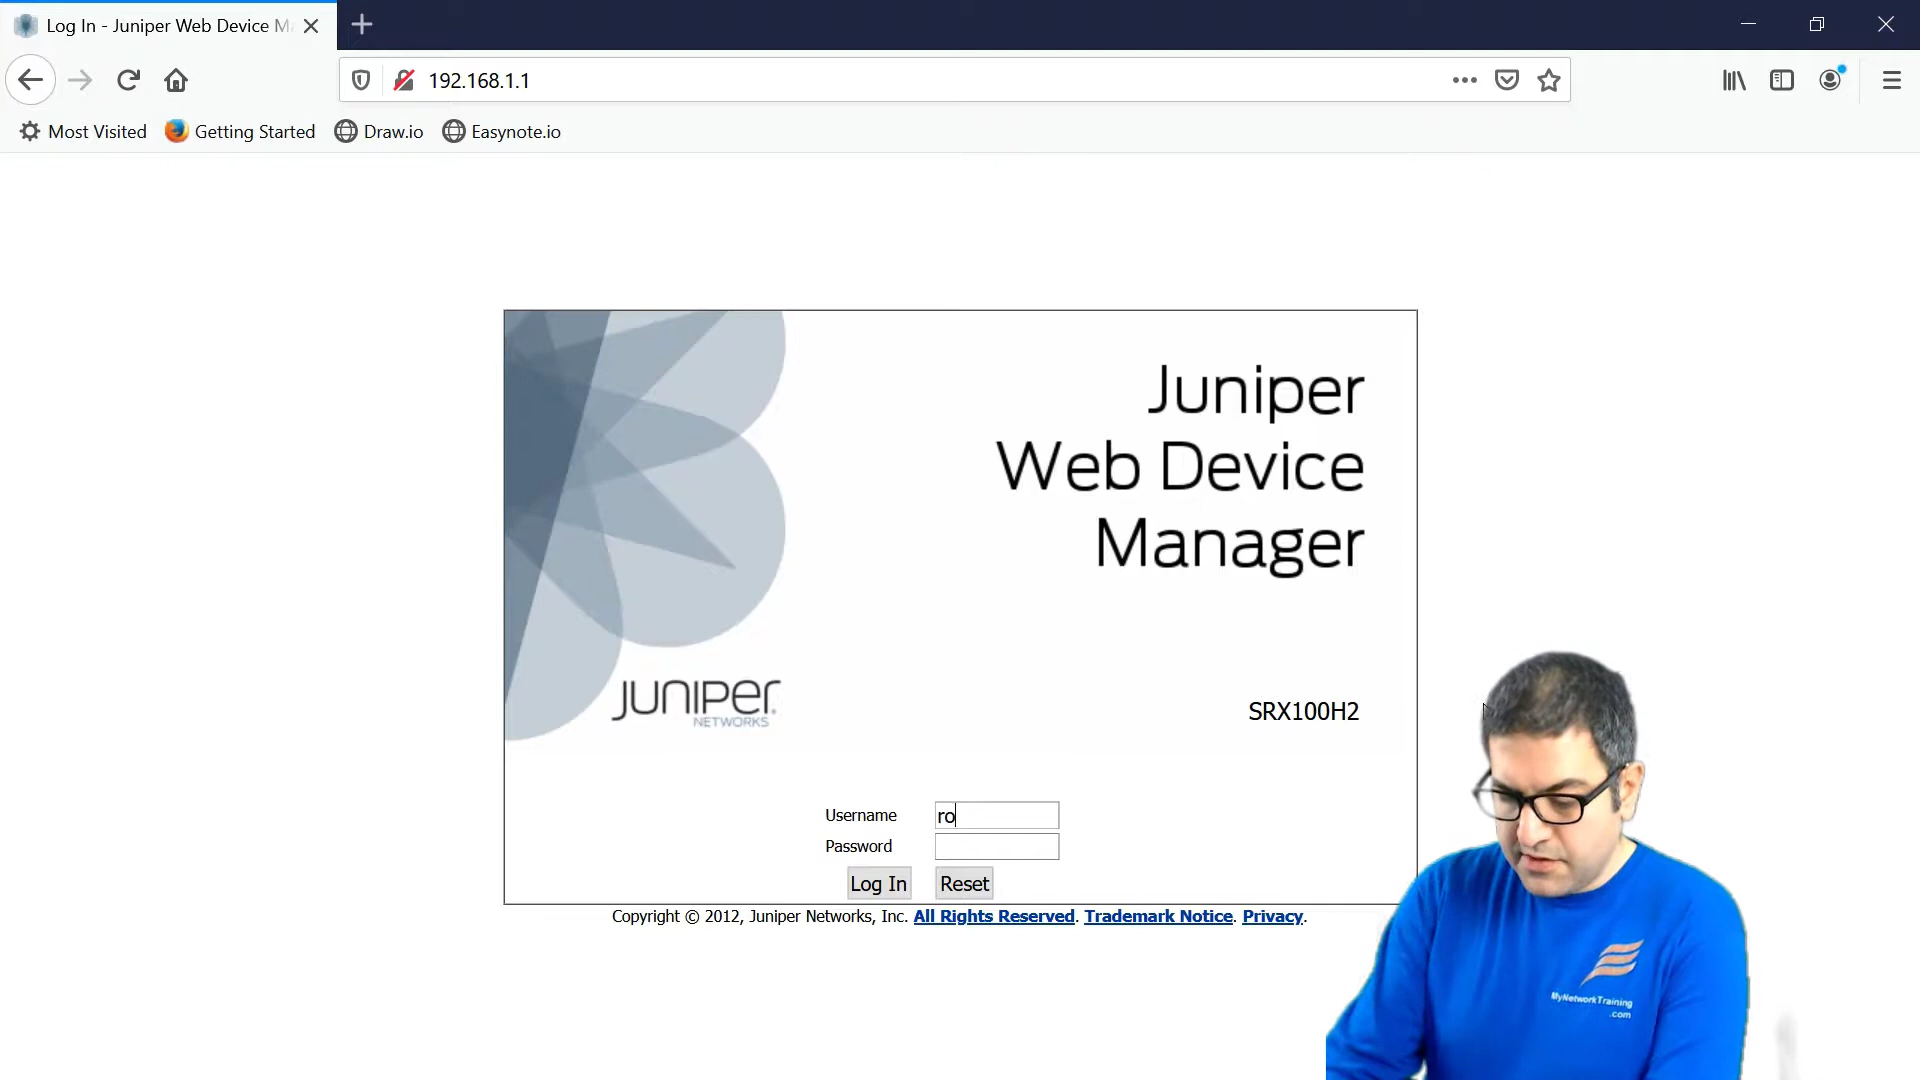 Log In - Juniper Web Device M
192.168.1.1
Most Visited
Getting Started
Draw.io
Easynote.io
Juniper
Web Device
Manager
JUNIPEr
NETWORKS
SRX100H2
Username
ro
Password
Log In
Reset
Copyright © 2012, Juniper Networks, Inc. All Rights Reserved. Trademark Notice. Privacy.
MyNetworkTraining
.com